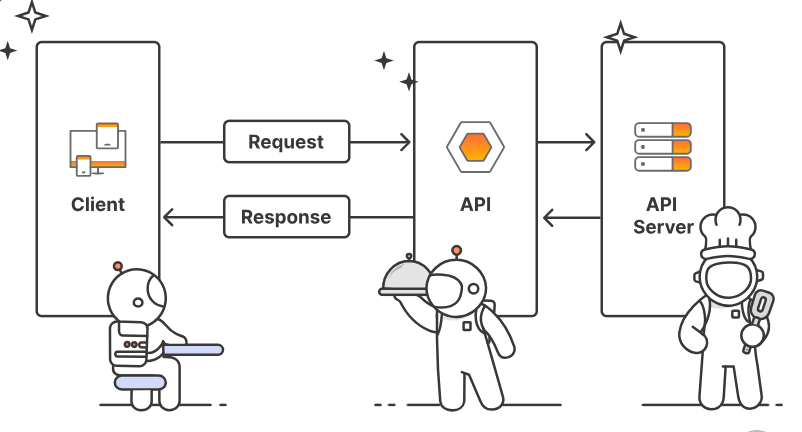 Request
Client
Response
API
API
Server